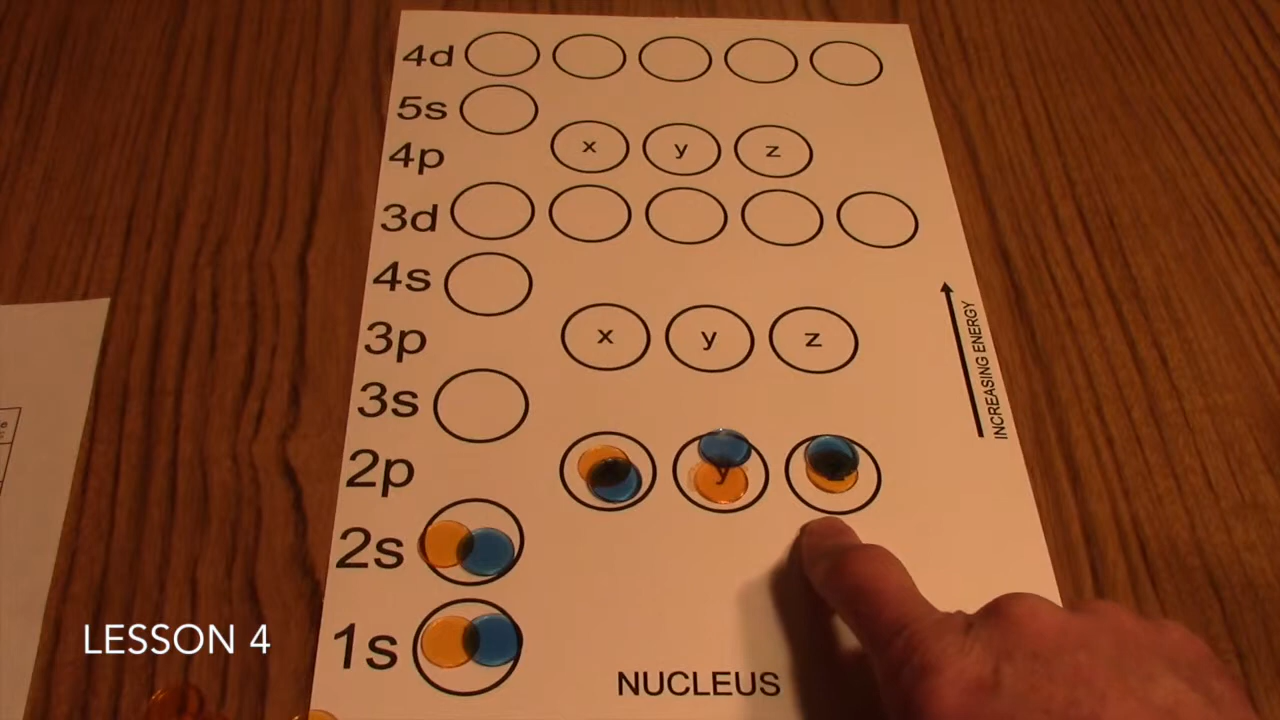 4d
5s
4p x y z
3d
4s
3p x y z
3s
2p y
2s
1s
NUCLEUS
INCREASING ENERGY
LESSON 4